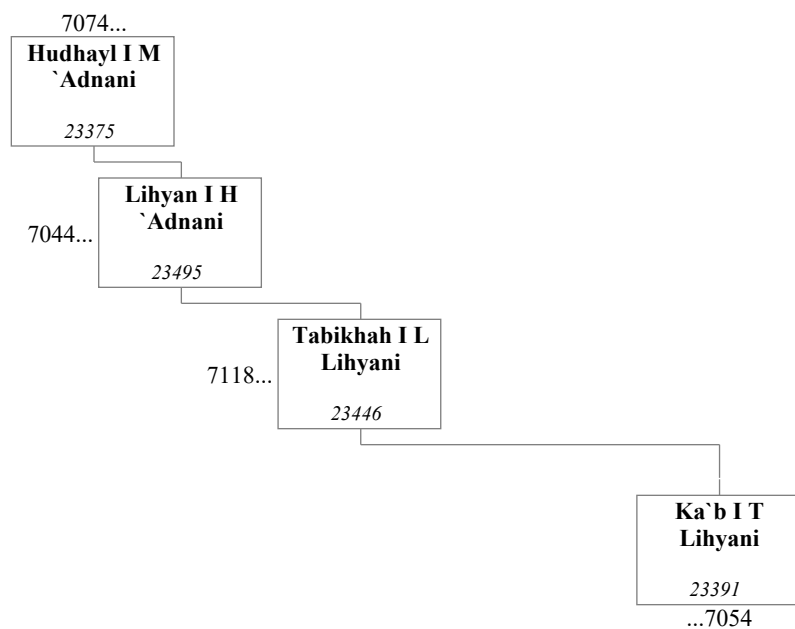 7074...
Hudhayl I M
`Adnani
23375
Lihyan I H
`Adnani
7044...
23495
Tabikhah I L
Lihyani
7118...
23446
Ka`b I T
Lihyani
23391
...7054